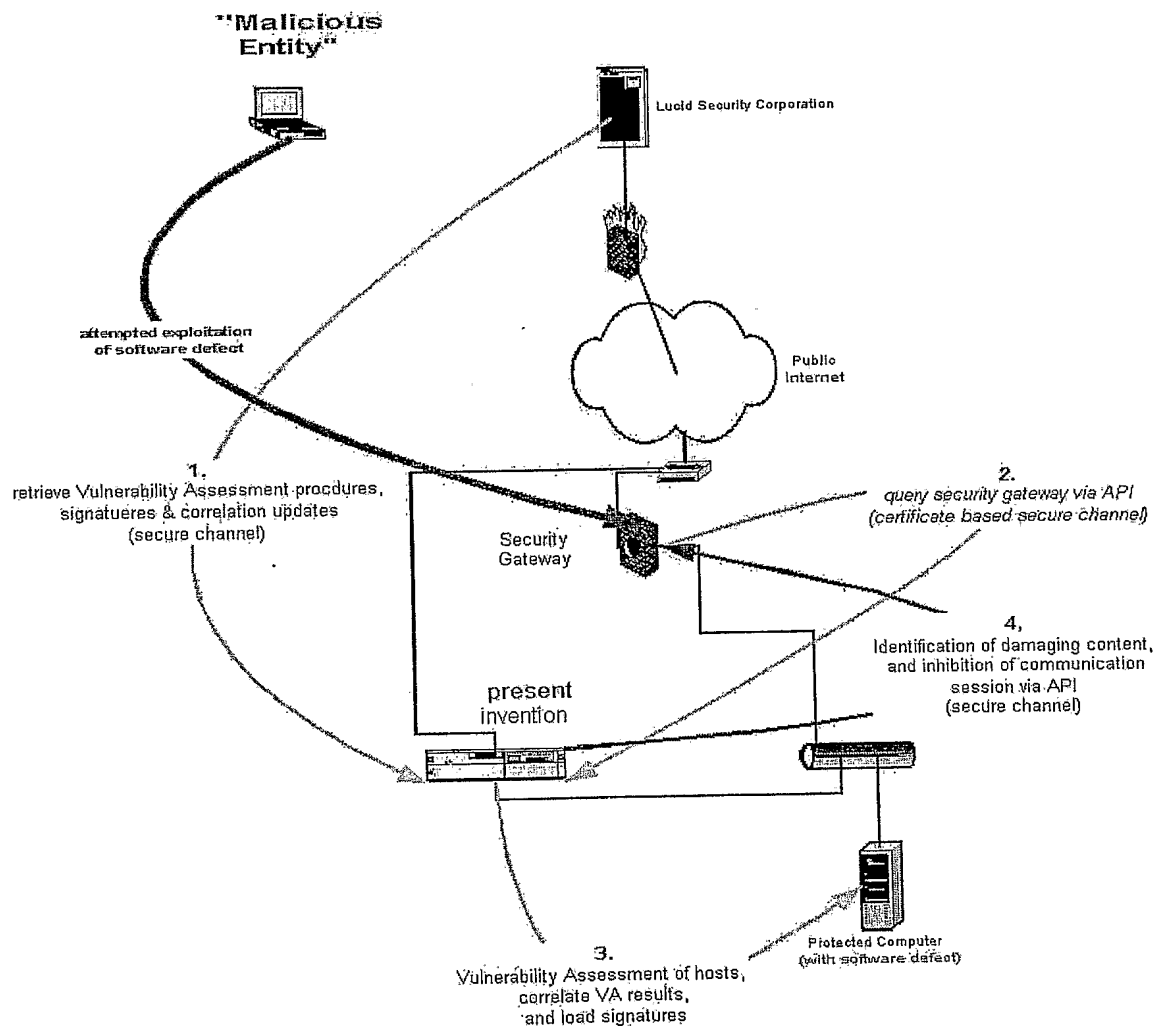 "Malicious
Entity"
Lucid Security Corporation
attempted exploitation
of software defect
Public
Internet
1.
retrieve Vulnerability Assessment procdures,
signatueres & correlation updates
(secure channel)
2.
query security gateway via API
(certificate based secure channel)
Security
Gateway
4,
Identification of damaging content,
and inhibition of communication
session via API
(secure channel)
present
invention
Protected Computer
(with software defect)
3.
Vulnerability Assessment of hosts,
correlate VA results,
and load signatures